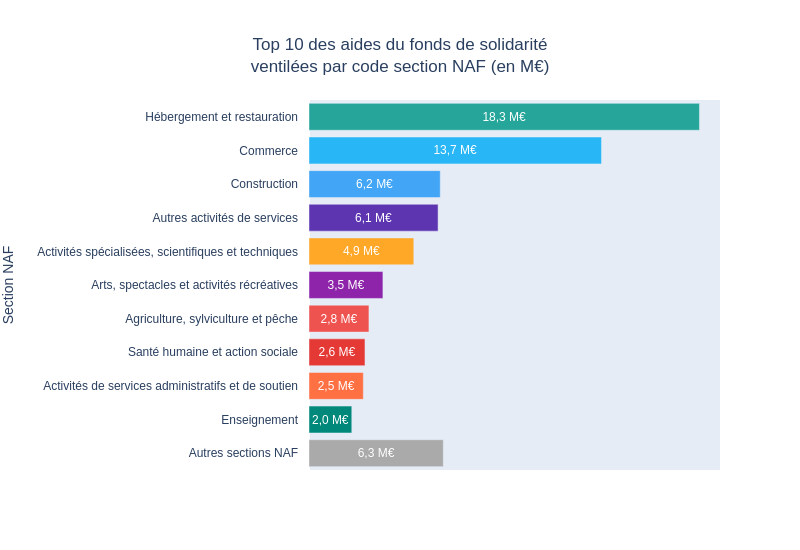 Top 10 des aides du fonds de solidarité
ventilées par code section NAF (en M€)
Section NAF
Hébergement et restauration 18,3 M€
Commerce 13,7 M€
Construction 6,2 M€
Autres activités de services 6,1 M€
Activités spécialisées, scientifiques et techniques 4,9 M€
Arts, spectacles et activités récréatives 3,5 M€
Agriculture, sylviculture et pêche 2,8 M€
Santé humaine et action sociale 2,6 M€
Activités de services administratifs et de soutien 2,5 M€
Enseignement 2,0 M€
Autres sections NAF 6,3 M€